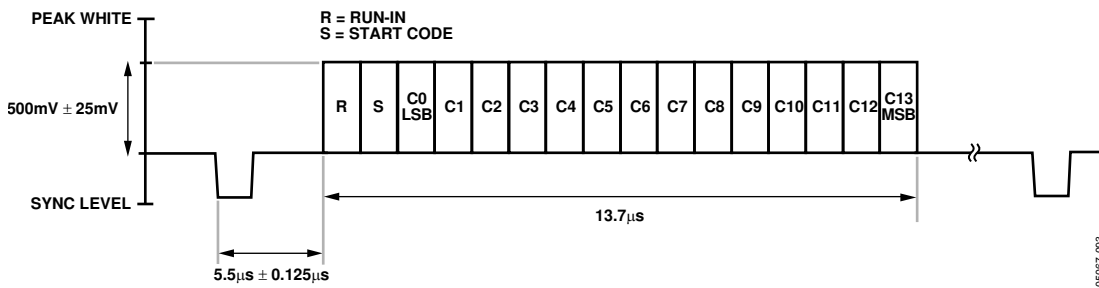 PEAK WHITE
R = RUN-IN
S = START CODE
500mV ± 25mV
R
S
C0
LSB
C1
C2
C3
C4
C5
C6
C7
C8
C9
C10
C11
C12
C13
MSB
SYNC LEVEL
13.7µs
5.5µs ± 0.125µs